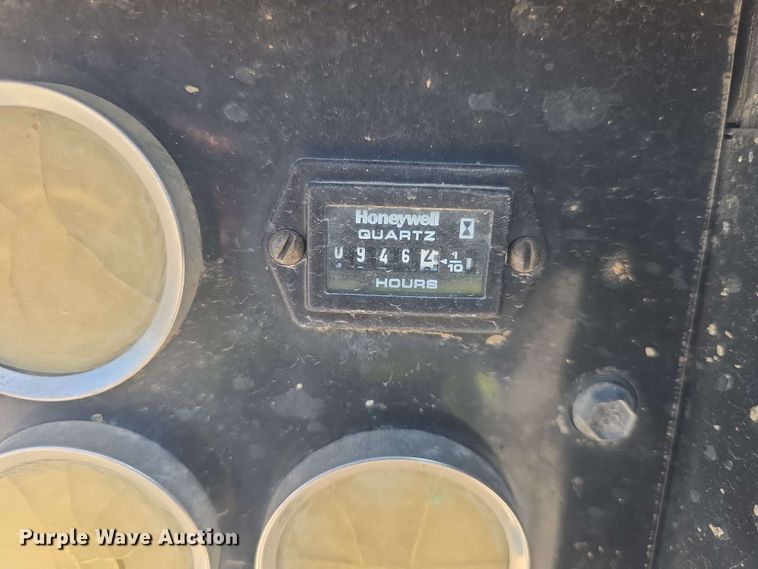 Honeywell
QUARTZ
0 9 4 6 4 1/10
HOURS
Purple Wave Auction